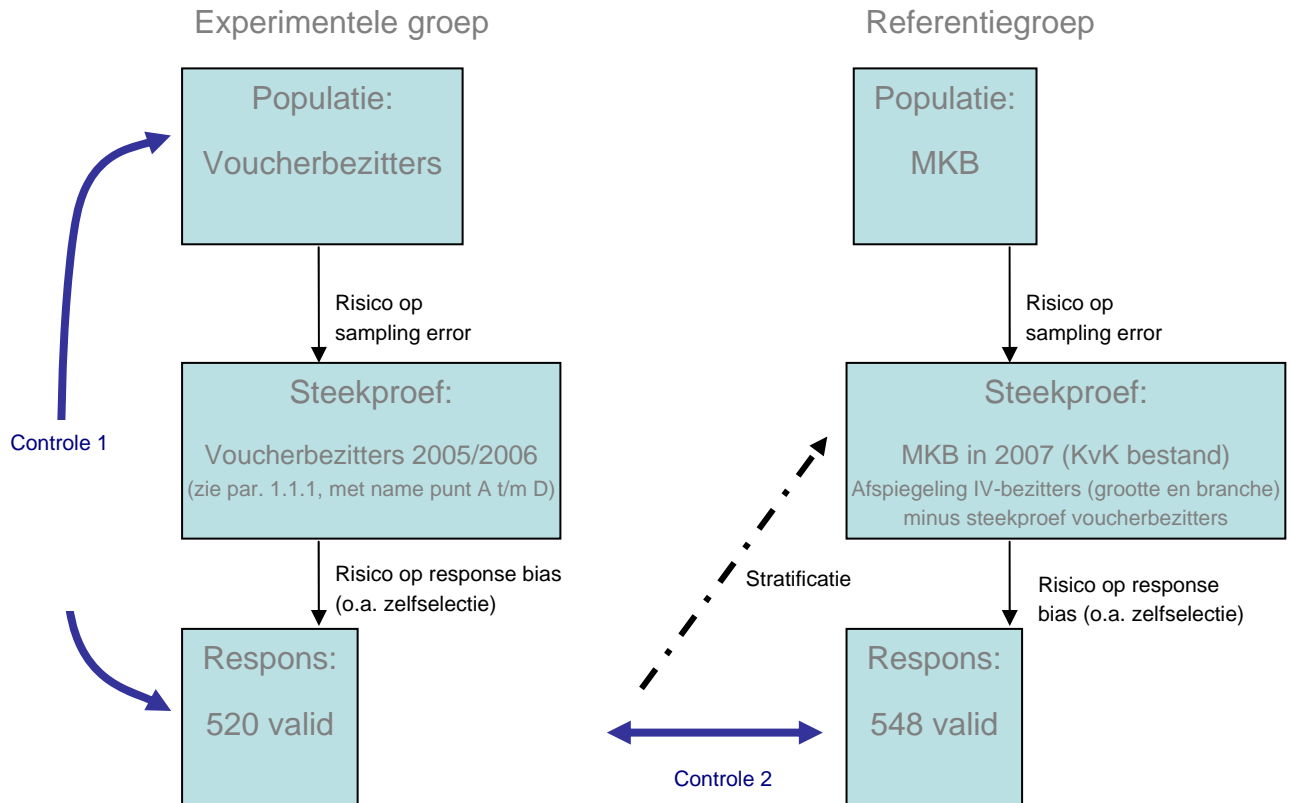 Experimentele groep
Referentiegroep
Populatie:
Voucherbezitters
Populatie:
MKB
Risico op
sampling error
Risico op
sampling error
Controle 1
Steekproef:
Voucherbezitters 2005/2006
(zie par. 1.1.1, met name punt A t/m D)
Steekproef:
MKB in 2007 (KvK bestand)
Afspiegeling IV-bezitters (grootte en branche)
minus steekproef voucherbezitters
Risico op response bias
(o.a. zelfselectie)
Stratificatie
Risico op response
bias (o.a. zelfselectie)
Respons:
520 valid
Respons:
548 valid
Controle 2